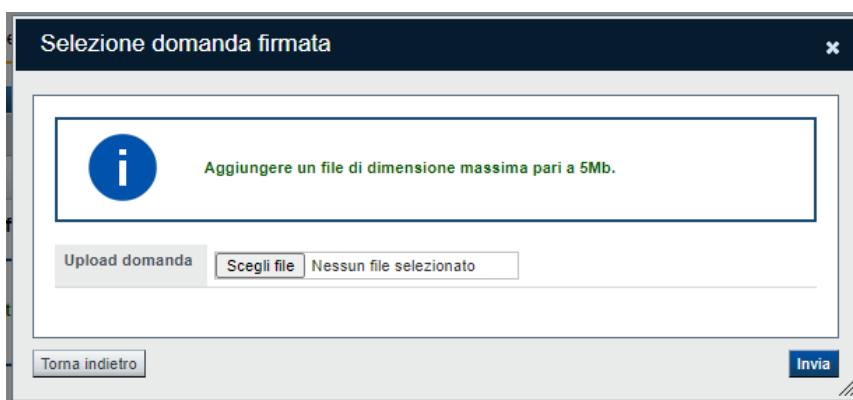 Selezione domanda firmata
Aggiungere un file di dimensione massima pari a 5Mb.
Upload domanda Scegli file Nessun file selezionato
Torna indietro Invia